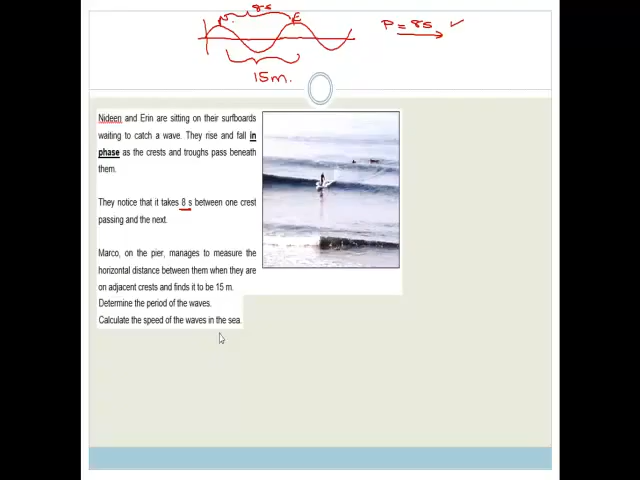 8s
N
E
P = 8s ✓
15m.
Nideen and Erin are sitting on their surfboards
waiting to catch a wave. They rise and fall in
phase as the crests and troughs pass beneath
them.
They notice that it takes 8 s between one crest
passing and the next.
Marco, on the pier, manages to measure the
horizontal distance between them when they are
on adjacent crests and finds it to be 15 m.
Determine the period of the waves.
Calculate the speed of the waves in the sea.